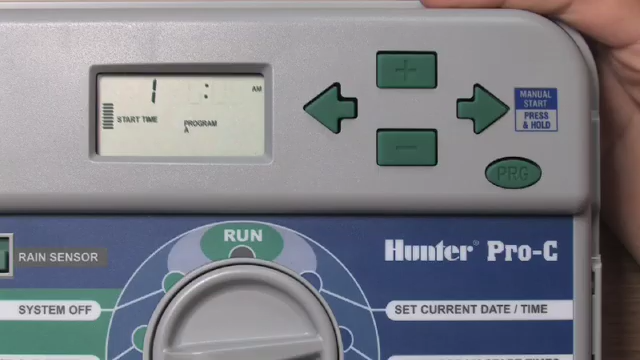 1 : AM
START TIME PROGRAM
A
+
-
MANUAL
START
PRESS
& HOLD
PRG
RUN
Hunter® Pro-C
RAIN SENSOR
SYSTEM OFF
SET CURRENT DATE / TIME